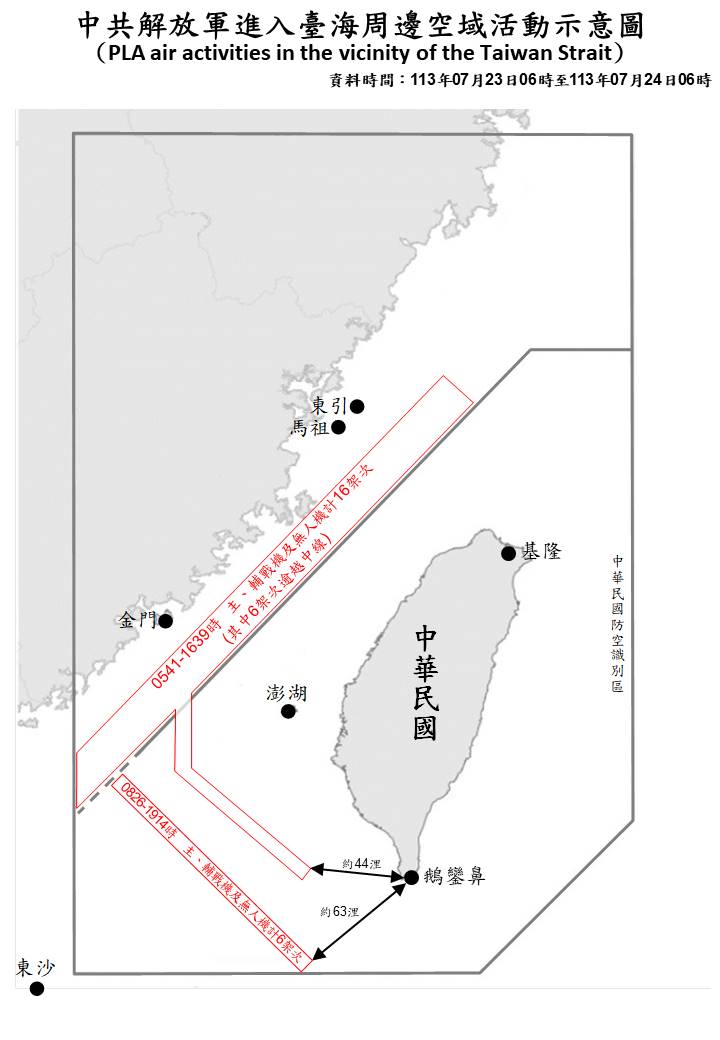 中共解放軍進入臺海周邊空域活動示意圖
（PLA air activities in the vicinity of the Taiwan Strait）
資料時間：113年07月23日06時至113年07月24日06時
東引
馬祖
0541-1639時 主、輔戰機及無人機計16架次
(其中6架次逾越中線)
基隆
中華民國防空識別區
金門
中華民國
澎湖
0826-1914時 主、輔戰機及無人機計6架次
約44浬
鵝鑾鼻
約63浬
東沙